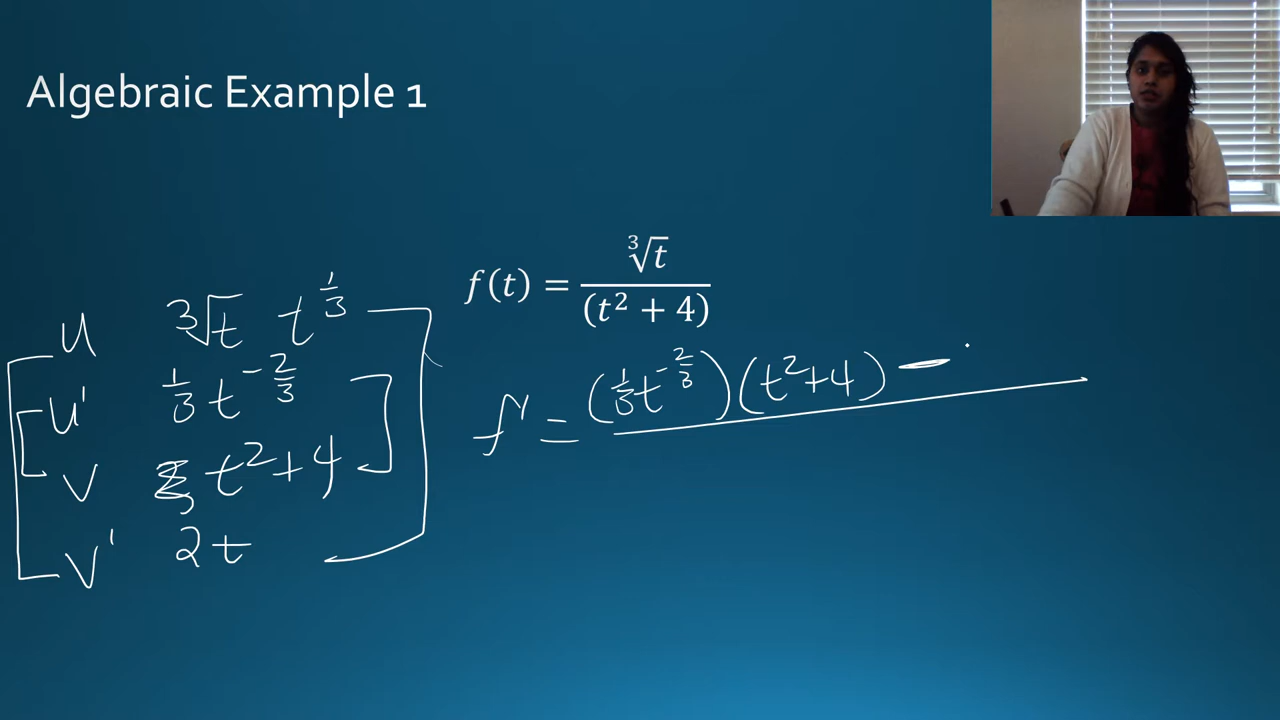 Algebraic Example 1
f(t) = ∛t / (t² + 4)
u ∛t t^(1/3)
u' 1/3 t^(-2/3)
v t²+4
v' 2t
f' = (1/3 t^(-2/3))(t²+4) –